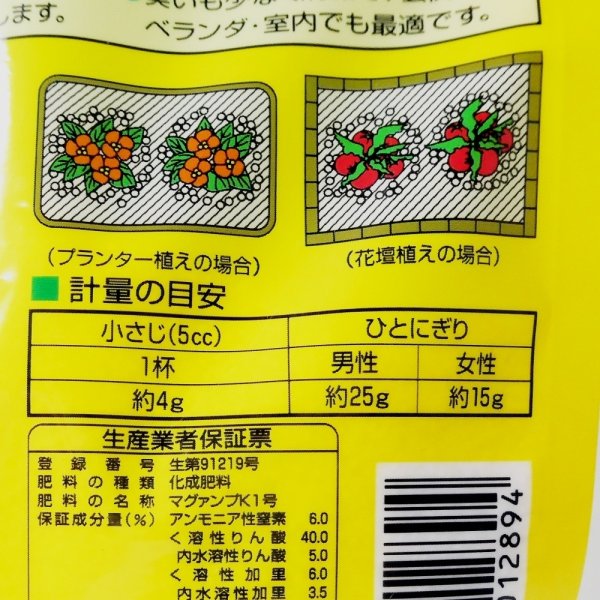 します。
ベランダ・室内でも最適です。
(プランター植えの場合)
(花壇植えの場合)
計量の目安
小さじ(5cc) ひとにぎり
1杯 男性 女性
約4g 約25g 約15g
生産業者保証票
登録番号 生第91219号
肥料の種類 化成肥料
肥料の名称 マグァンプK1号
保証成分量(%) アンモニア性窒素 6.0
く溶性りん酸 40.0
内水溶性りん酸 5.0
く溶性加里 6.0
内水溶性加里 3.5
012894